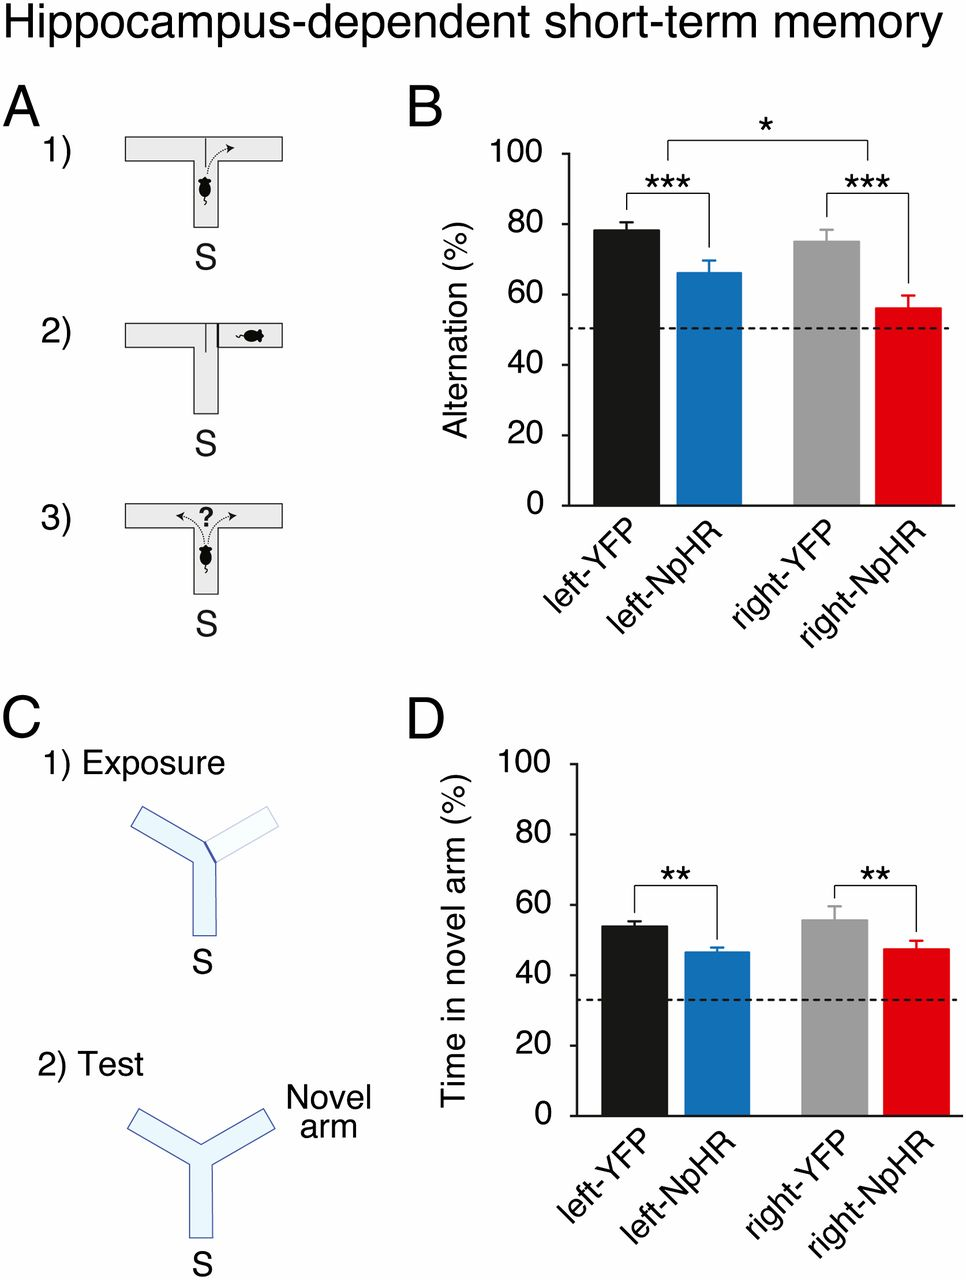 Hippocampus-dependent short-term memory
A
1)
S
2)
S
3)
?
S
B
Alternation (%)
100
80
60
40
20
0
*
***
***
left-YFP
left-NpHR
right-YFP
right-NpHR
C
1) Exposure
S
2) Test
Novel
arm
S
D
Time in novel arm (%)
100
80
60
40
20
0
**
**
left-YFP
left-NpHR
right-YFP
right-NpHR